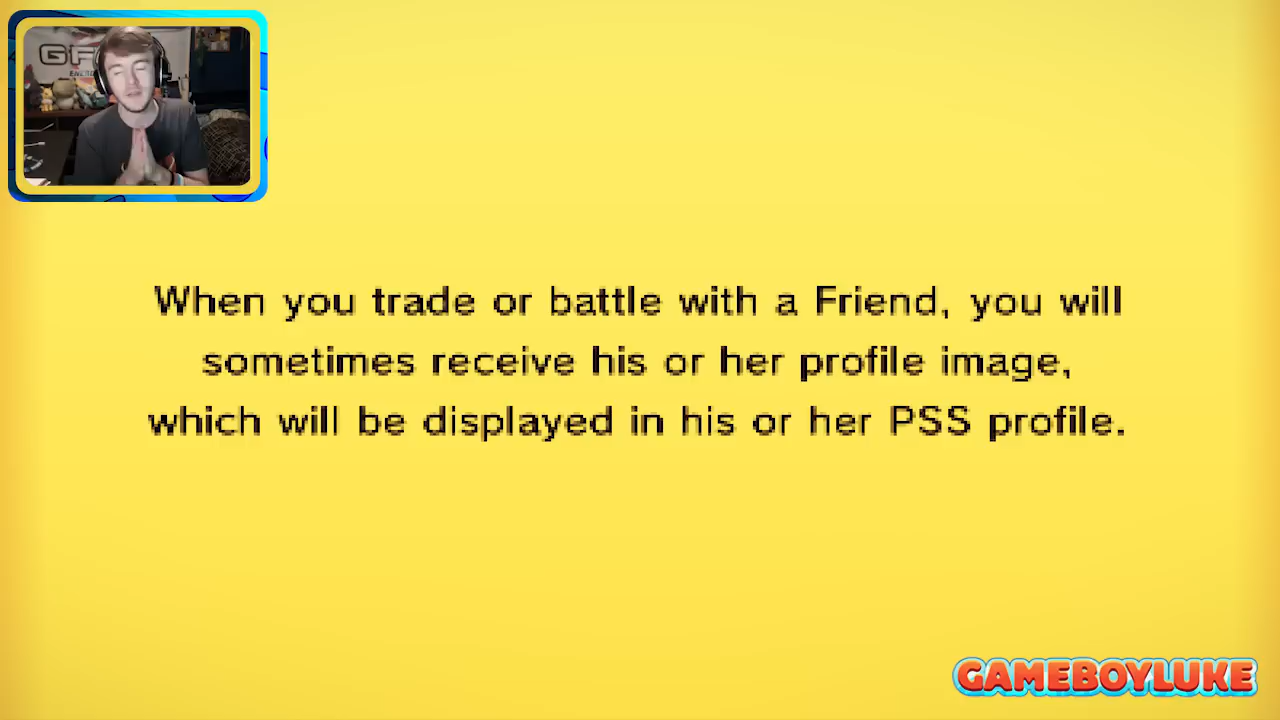 GF
When you trade or battle with a Friend, you will
sometimes receive his or her profile image,
which will be displayed in his or her PSS profile.
GAMEBOYLUKE